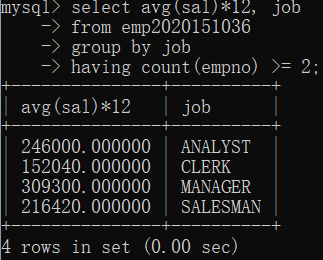 mysql> select avg(sal)*12, job
    -> from emp2020151036
    -> group by job
    -> having count(empno) >= 2;
+---------------+----------+
| avg(sal)*12   | job      |
+---------------+----------+
| 246000.000000 | ANALYST  |
| 152040.000000 | CLERK    |
| 309300.000000 | MANAGER  |
| 216420.000000 | SALESMAN |
+---------------+----------+
4 rows in set (0.00 sec)